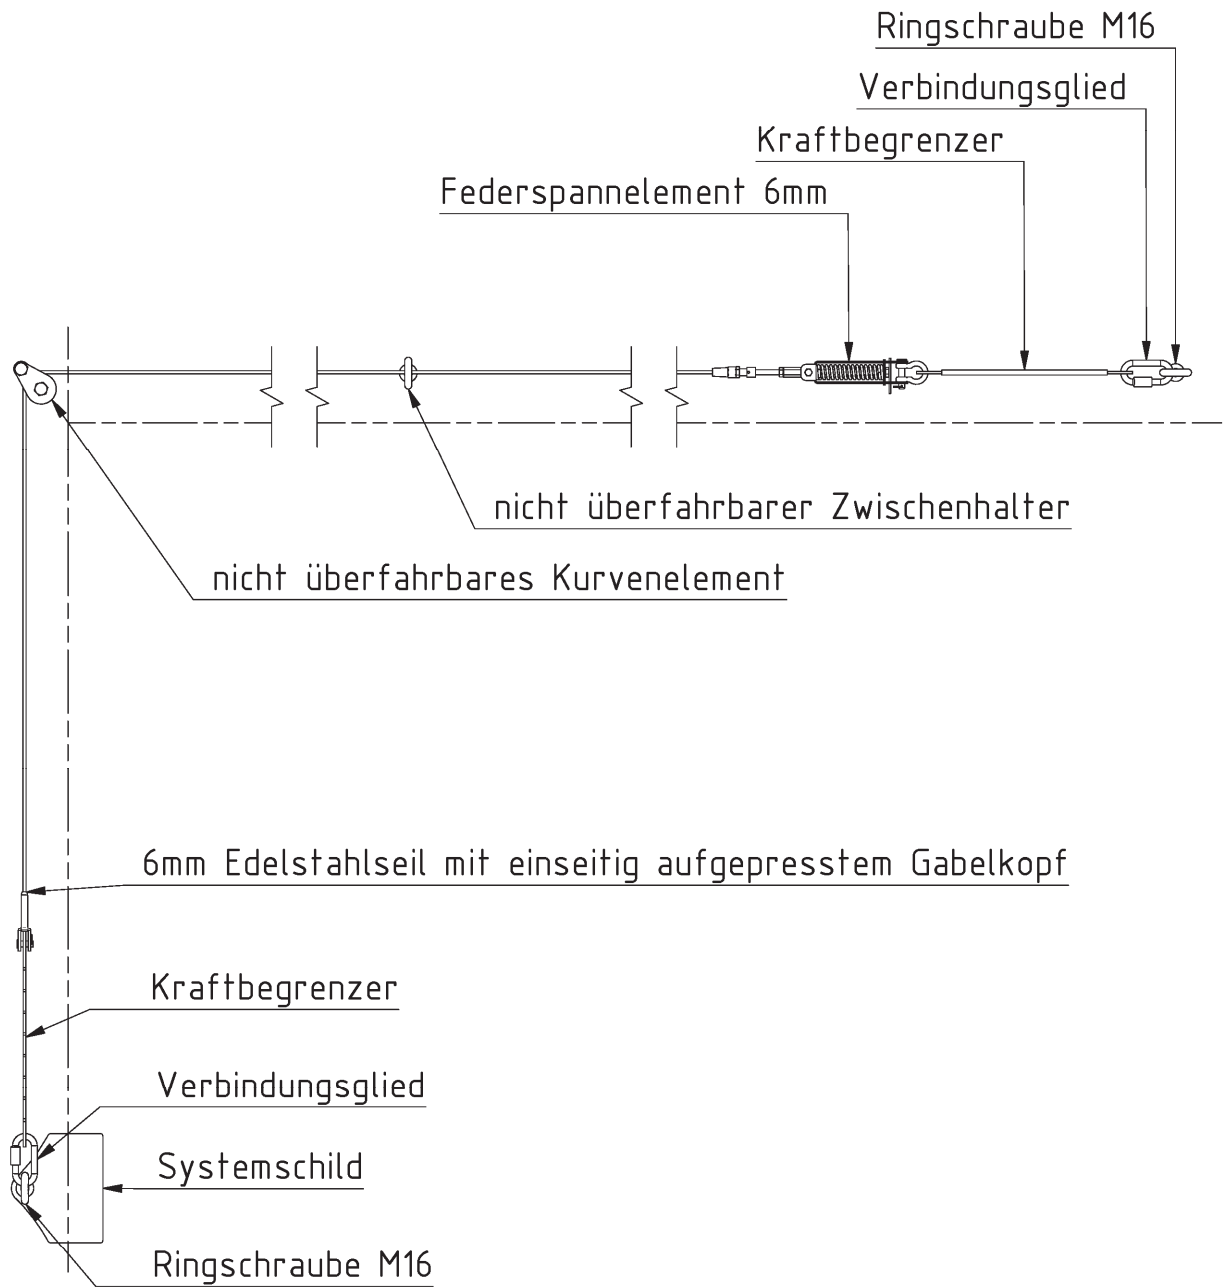 Ringschraube M16
Verbindungsglied
Kraftbegrenzer
Federspannelement 6mm
nicht überfahrbarer Zwischenhalter
nicht überfahrbares Kurvenelement
6mm Edelstahlseil mit einseitig aufgepresstem Gabelkopf
Kraftbegrenzer
Verbindungsglied
Systemschild
Ringschraube M16